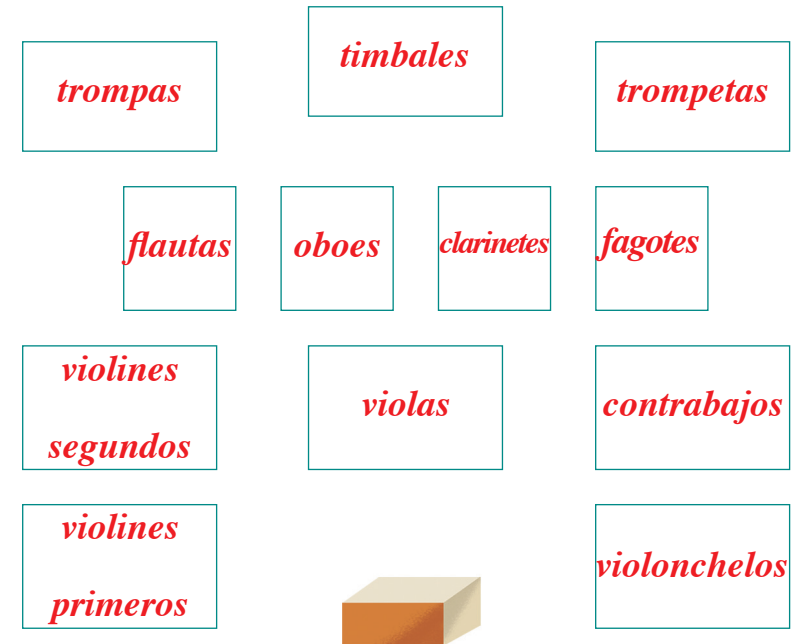 timbales
trompas
trompetas
flautas
oboes
clarinetes
fagotes
violines
segundos
violas
contrabajos
violines
primeros
violonchelos